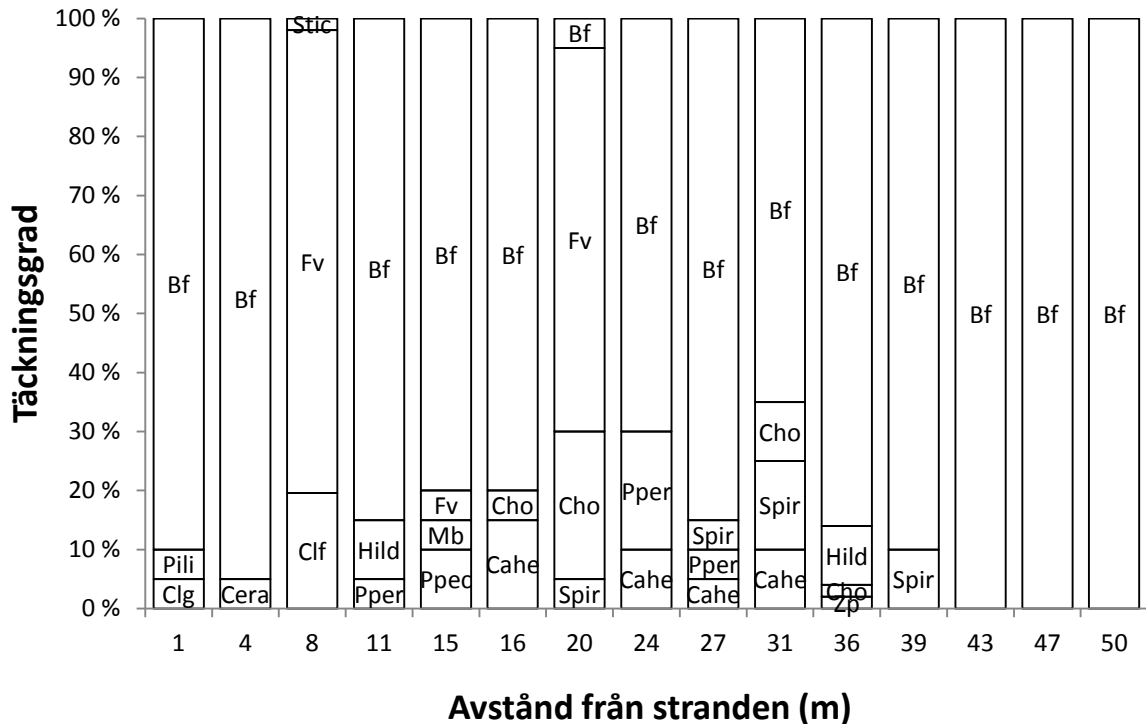 Täckningsgrad
100 %
90 %
80 %
70 %
60 %
50 %
40 %
30 %
20 %
10 %
0 %
Bf
Pili
Clg
Bf
Cera
Stic
Fv
Clf
Bf
Hild
Pper
Bf
Fv
Mb
Ppec
Bf
Cho
Cahe
Bf
Fv
Cho
Spir
Bf
Pper
Cahe
Bf
Spir
Pper
Cahe
Bf
Cho
Spir
Cahe
Bf
Hild
Cho
Zp
Bf
Spir
Bf
Bf
Bf
1 4 8 11 15 16 20 24 27 31 36 39 43 47 50
Avstånd från stranden (m)